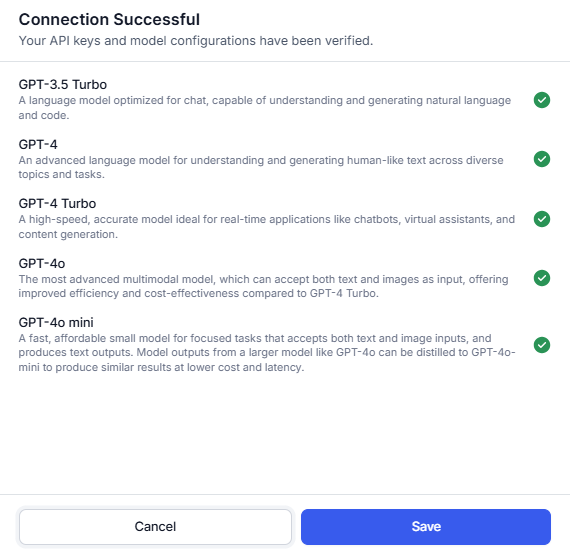 Connection Successful
Your API keys and model configurations have been verified.
GPT-3.5 Turbo
A language model optimized for chat, capable of understanding and generating natural language
and code.
GPT-4
An advanced language model for understanding and generating human-like text across diverse
topics and tasks.
GPT-4 Turbo
A high-speed, accurate model ideal for real-time applications like chatbots, virtual assistants, and
content generation.
GPT-4o
The most advanced multimodal model, which can accept both text and images as input, offering
improved efficiency and cost-effectiveness compared to GPT-4 Turbo.
GPT-4o mini
A fast, affordable small model for focused tasks that accepts both text and image inputs, and
produces text outputs. Model outputs from a larger model like GPT-4o can be distilled to GPT-4o-
mini to produce similar results at lower cost and latency.
Cancel
Save